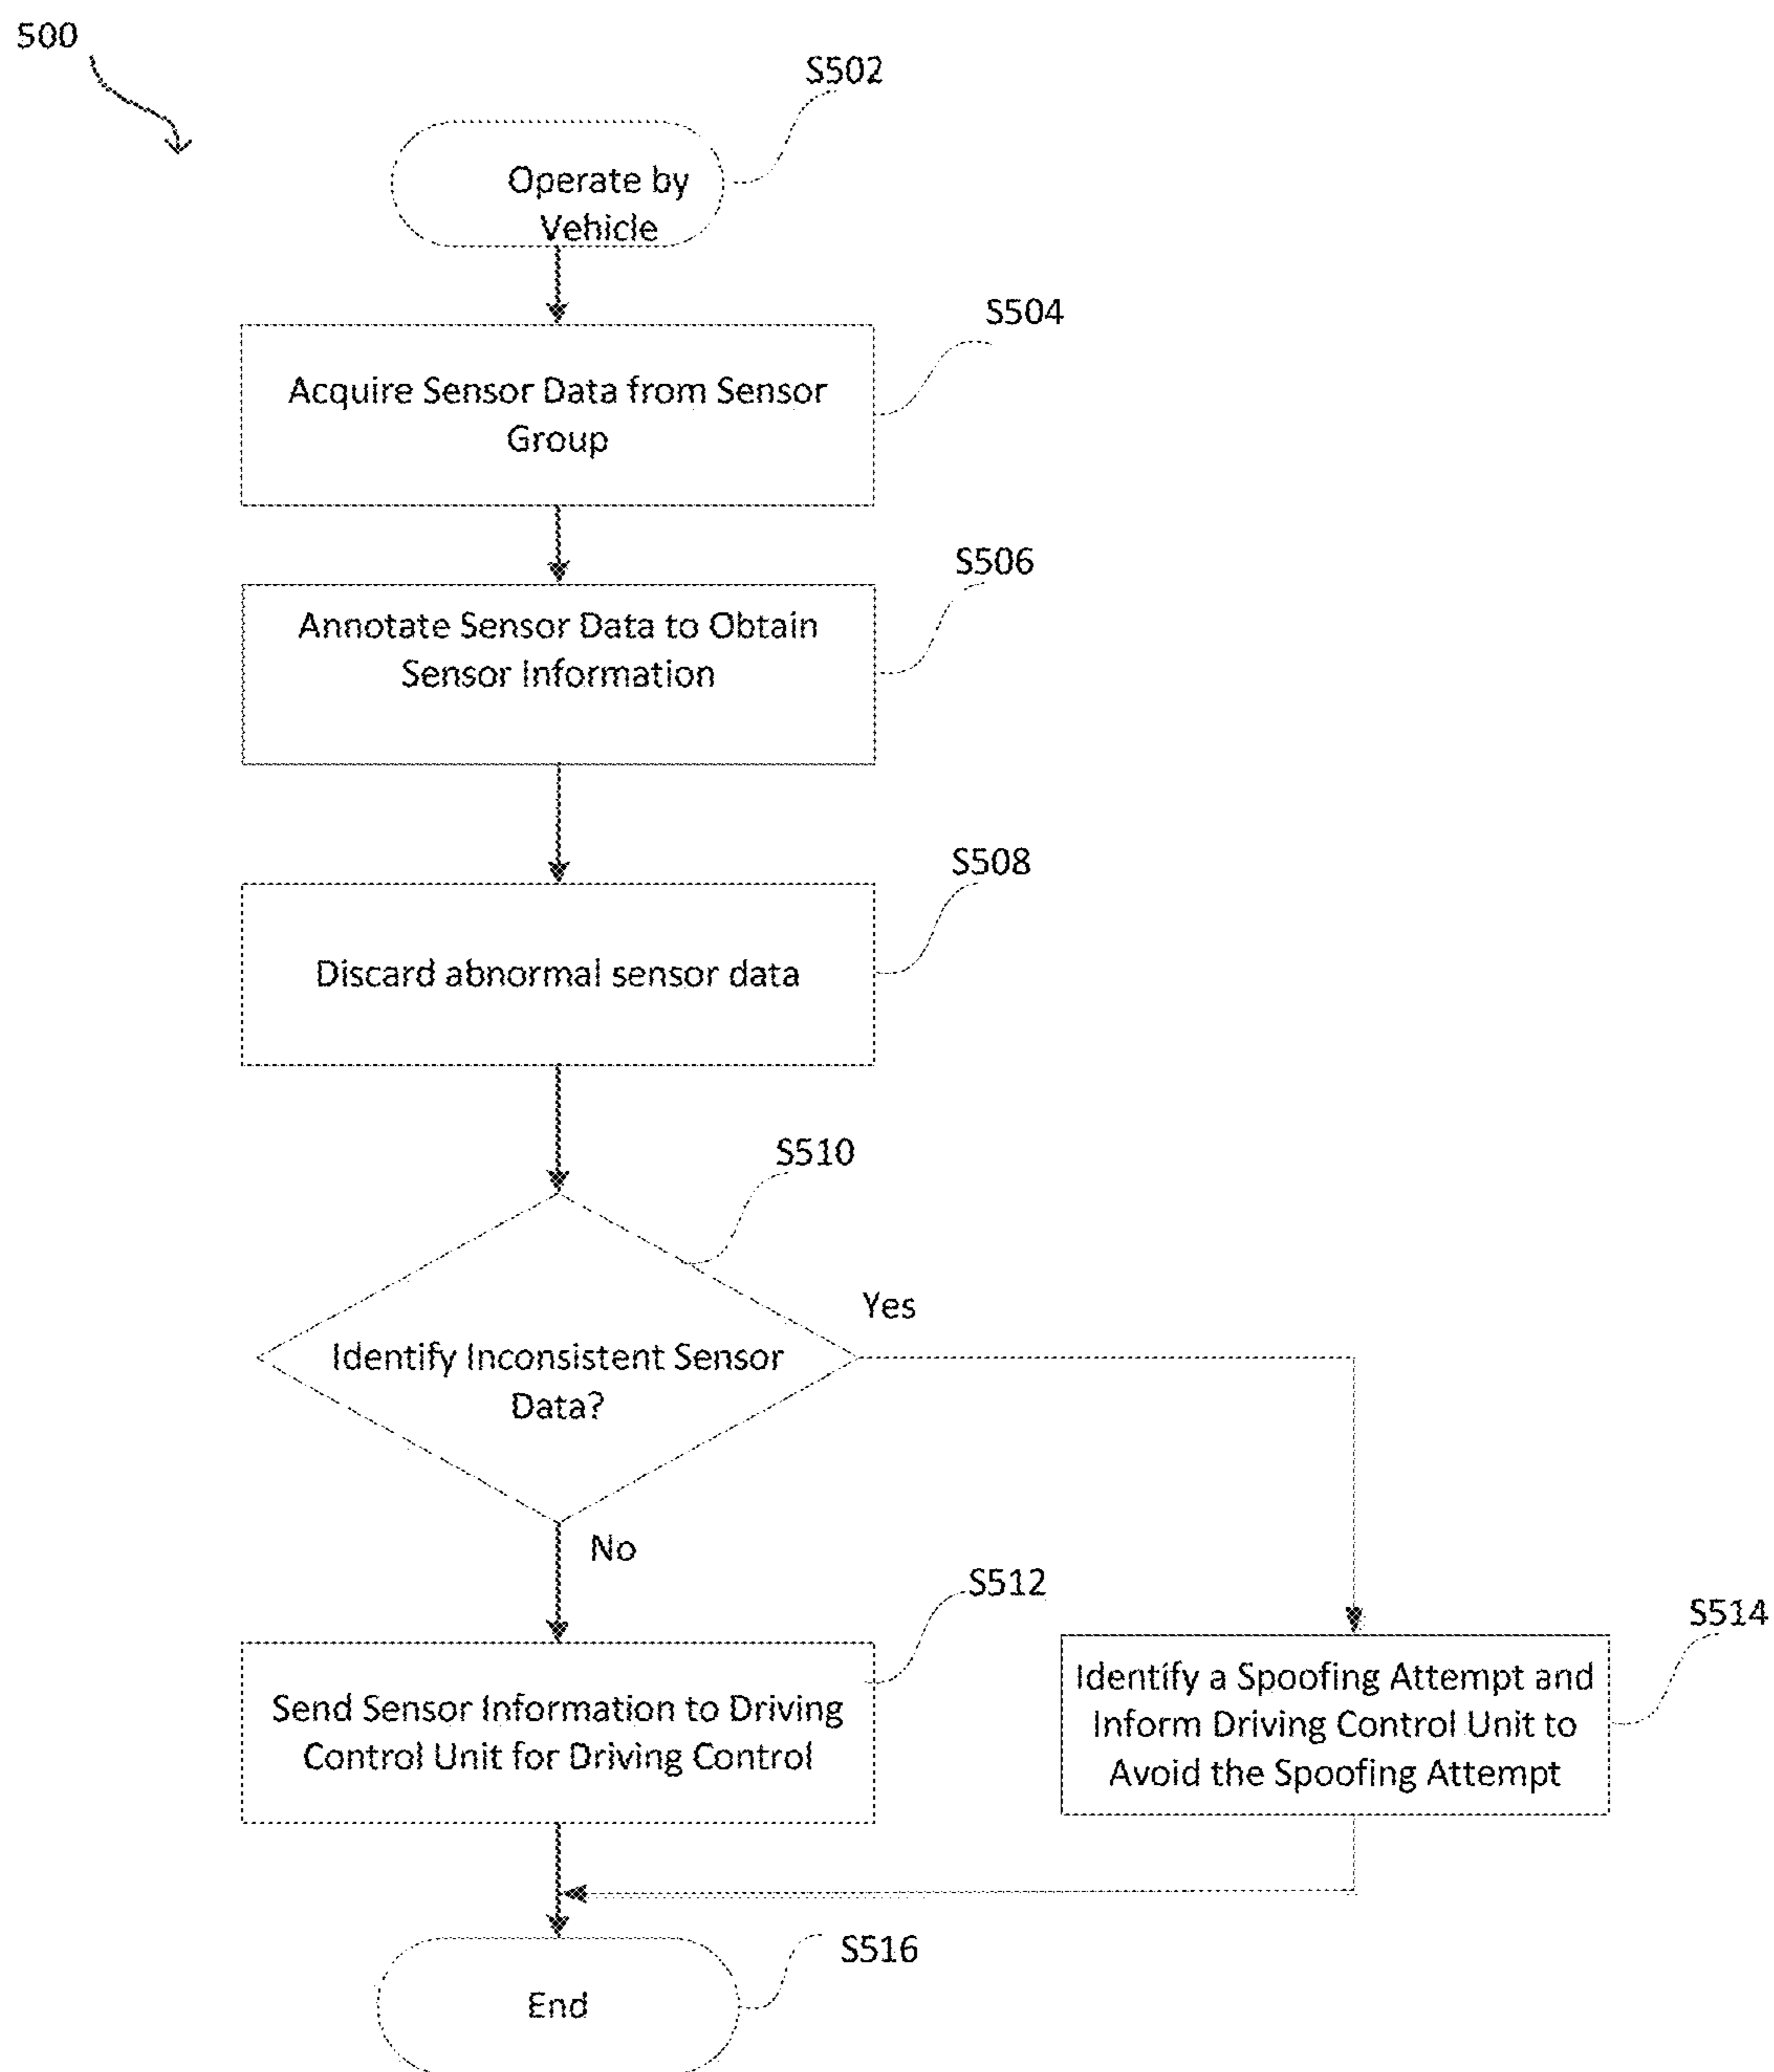 500
S502
Operate by
Vehicle
S504
Acquire Sensor Data from Sensor
Group
S506
Annotate Sensor Data to Obtain
Sensor Information
S508
Discard abnormal sensor data
S510
Yes
Identify Inconsistent Sensor
Data?
No
S512
S514
Send Sensor Information to Driving
Control Unit for Driving Control
Identify a Spoofing Attempt and
Inform Driving Control Unit to
Avoid the Spoofing Attempt
S516
End